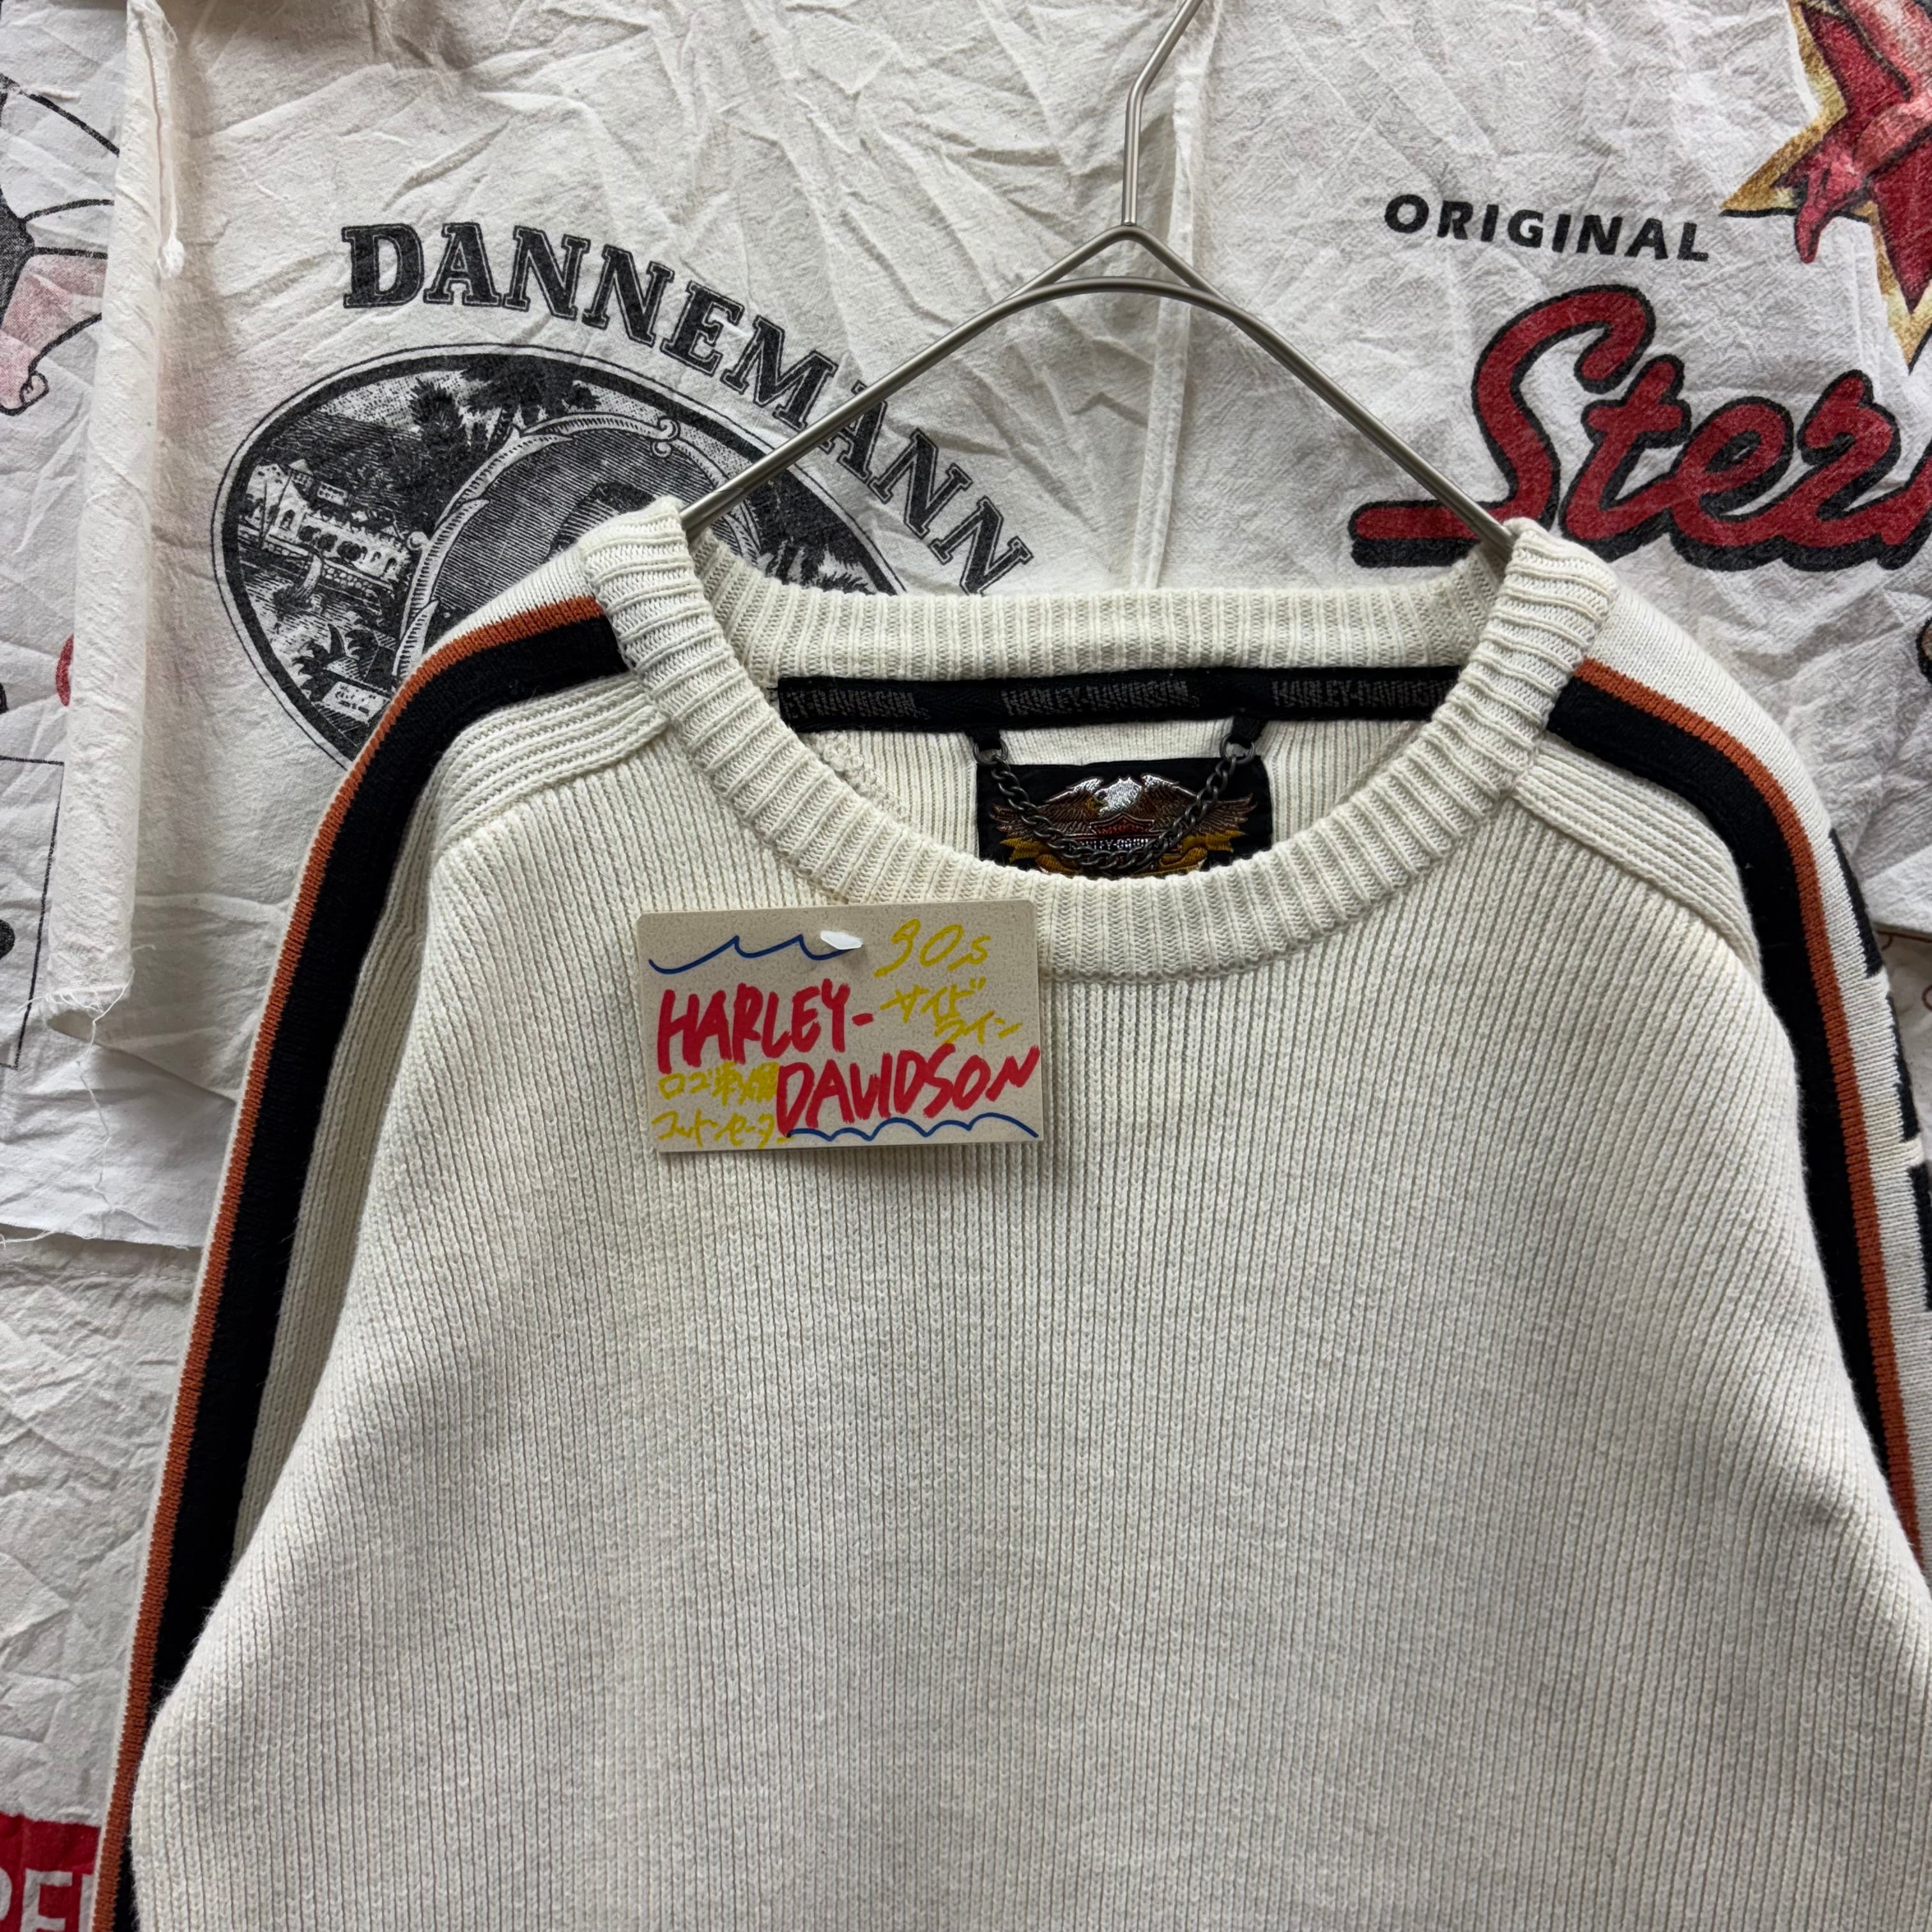 DANNEMANN
ORIGINAL
HARLEY-DAVIDSON
HARLEY-DAVIDSON
90s
サイド
ライン
HARLEY-
DAVIDSON
ロゴ刺繍
コットンセーター